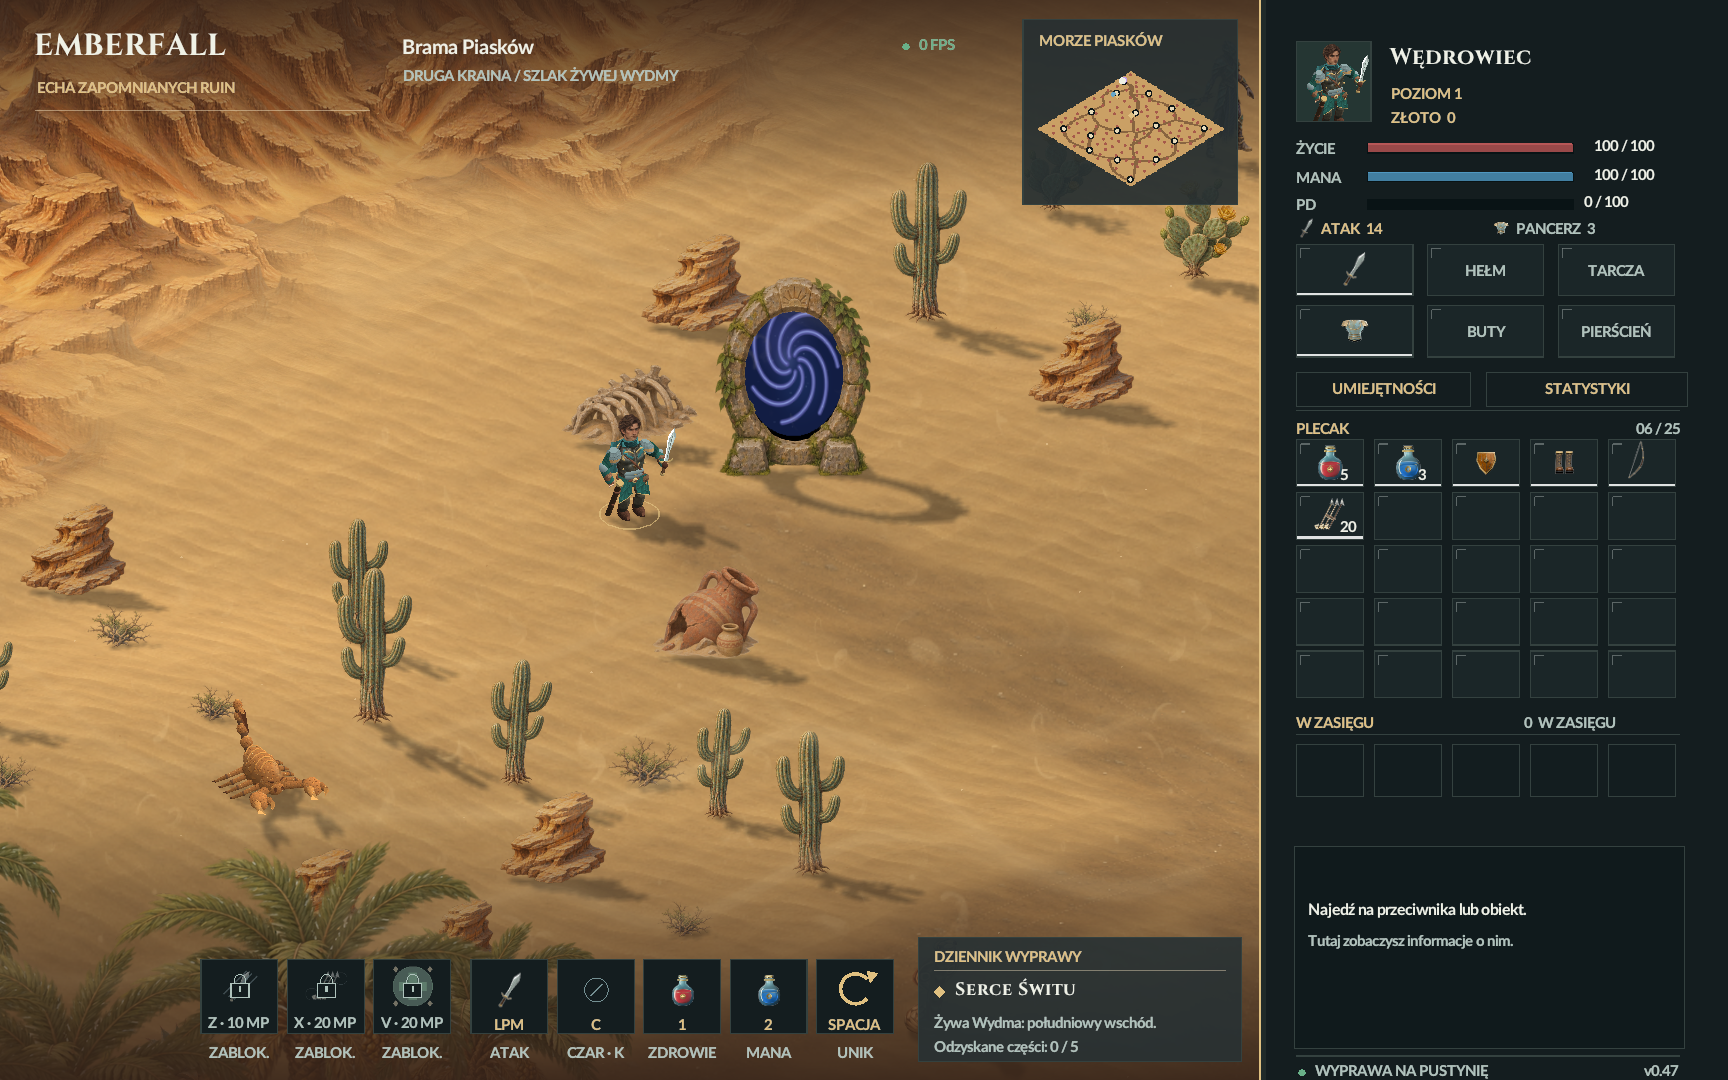 EMBERFALL
ECHA ZAPOMNIANYCH RUIN
Brama Piasków
DRUGA KRAINA / SZLAK ŻYWEJ WYDMY
0 FPS
MORZE PIASKÓW
Wędrowiec
POZIOM 1
ZŁOTO 0
ŻYCIE 100 / 100
MANA 100 / 100
PD 0 / 100
ATAK 14 PANCERZ 3
HEŁM TARCZA
BUTY PIERŚCIEŃ
UMIEJĘTNOŚCI STATYSTYKI
PLECAK 06 / 25
5 3
20
W ZASIĘGU 0 W ZASIĘGU
Najedź na przeciwnika lub obiekt.
Tutaj zobaczysz informacje o nim.
WYPRAWA NA PUSTYNIĘ v0.47
DZIENNIK WYPRAWY
Serce Świtu
Żywa Wydma: południowy wschód.
Odzyskane części: 0 / 5
Z · 10 MP X · 20 MP V · 20 MP LPM C 1 2 SPACJA
ZABLOK. ZABLOK. ZABLOK. ATAK CZAR · K ZDROWIE MANA UNIK